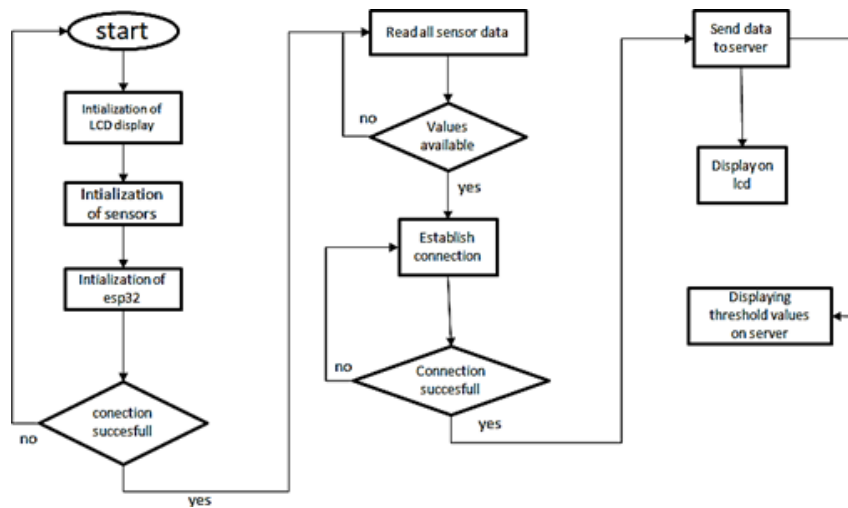 start
Intialization of
LCD display
Intialization
of sensors
Intialization of
esp32
conection
succesfull
no
yes
Read all sensor data
Values
available
no
yes
Establish
connection
Connection
succesfull
no
yes
Send data
to server
Display on
lcd
Displaying
threshold values
on server